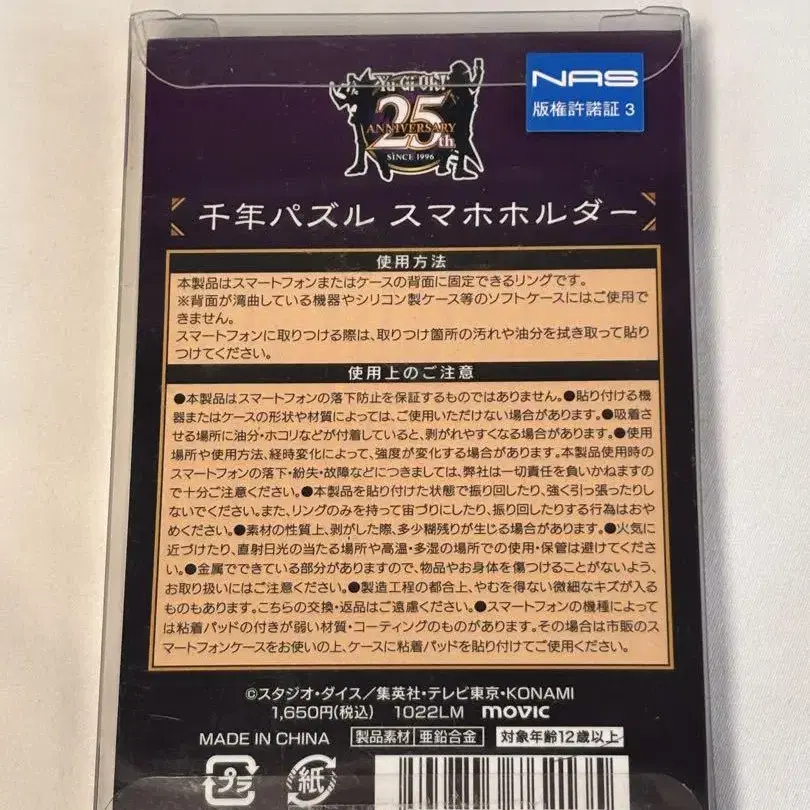 Yu-Gi-Oh!
25th
ANNIVERSARY
SINCE 1996
NAS
版権許諾証 3
千年パズル スマホホルダー
使用方法
本製品はスマートフォンまたはケースの背面に固定できるリングです。
※背面が湾曲している機器やシリコン製ケース等のソフトケースにはご使用で
きません。
スマートフォンに取りつける際は、取りつけ箇所の汚れや油分を拭き取って貼り
つけてください。
使用上のご注意
●本製品はスマートフォンの落下防止を保証するものではありません。●貼り付ける機
器またはケースの形状や材質によっては、ご使用いただけない場合があります。●吸着さ
せる場所に油分・ホコリなどが付着していると、剥がれやすくなる場合があります。●使用
場所や使用方法、経時変化によって、強度が変化する場合があります。本製品使用時の
スマートフォンの落下・紛失・故障などにつきましては、弊社は一切責任を負いかねますの
で十分ご注意ください。●本製品を貼り付けた状態で振り回したり、強く引っ張ったりし
ないでください。また、リングのみを持って宙づりにしたり、振り回したりする行為はおや
めください。●素材の性質上、剥がした際、多少糊残りが生じる場合があります。●火気に
近づけたり、直射日光の当たる場所や高温・多湿の場所での使用・保管は避けてくださ
い。●金属でできている部分がありますので、物品やお身体を傷つけることがないよう、
お取り扱いにはご注意ください。●製造工程の都合上、やむを得ない微細なキズが入る
ものもあります。こちらの交換・返品はご遠慮ください。●スマートフォンの機種によって
は粘着パッドの付きが弱い材質・コーティングのものがあります。その場合は市販のス
マートフォンケースをお使いの上、ケースに粘着パッドを貼り付けてご使用ください。
©スタジオ・ダイス／集英社・テレビ東京・KONAMI
1,650円(税込) 1022LM movic
MADE IN CHINA 製品素材 亜鉛合金 対象年齢12歳以上
プラ
紙